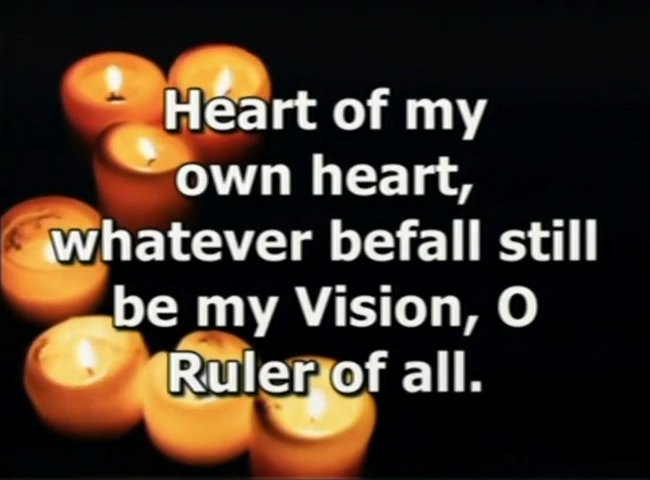 Heart of my
own heart,
whatever befall still
be my Vision, O
Ruler of all.